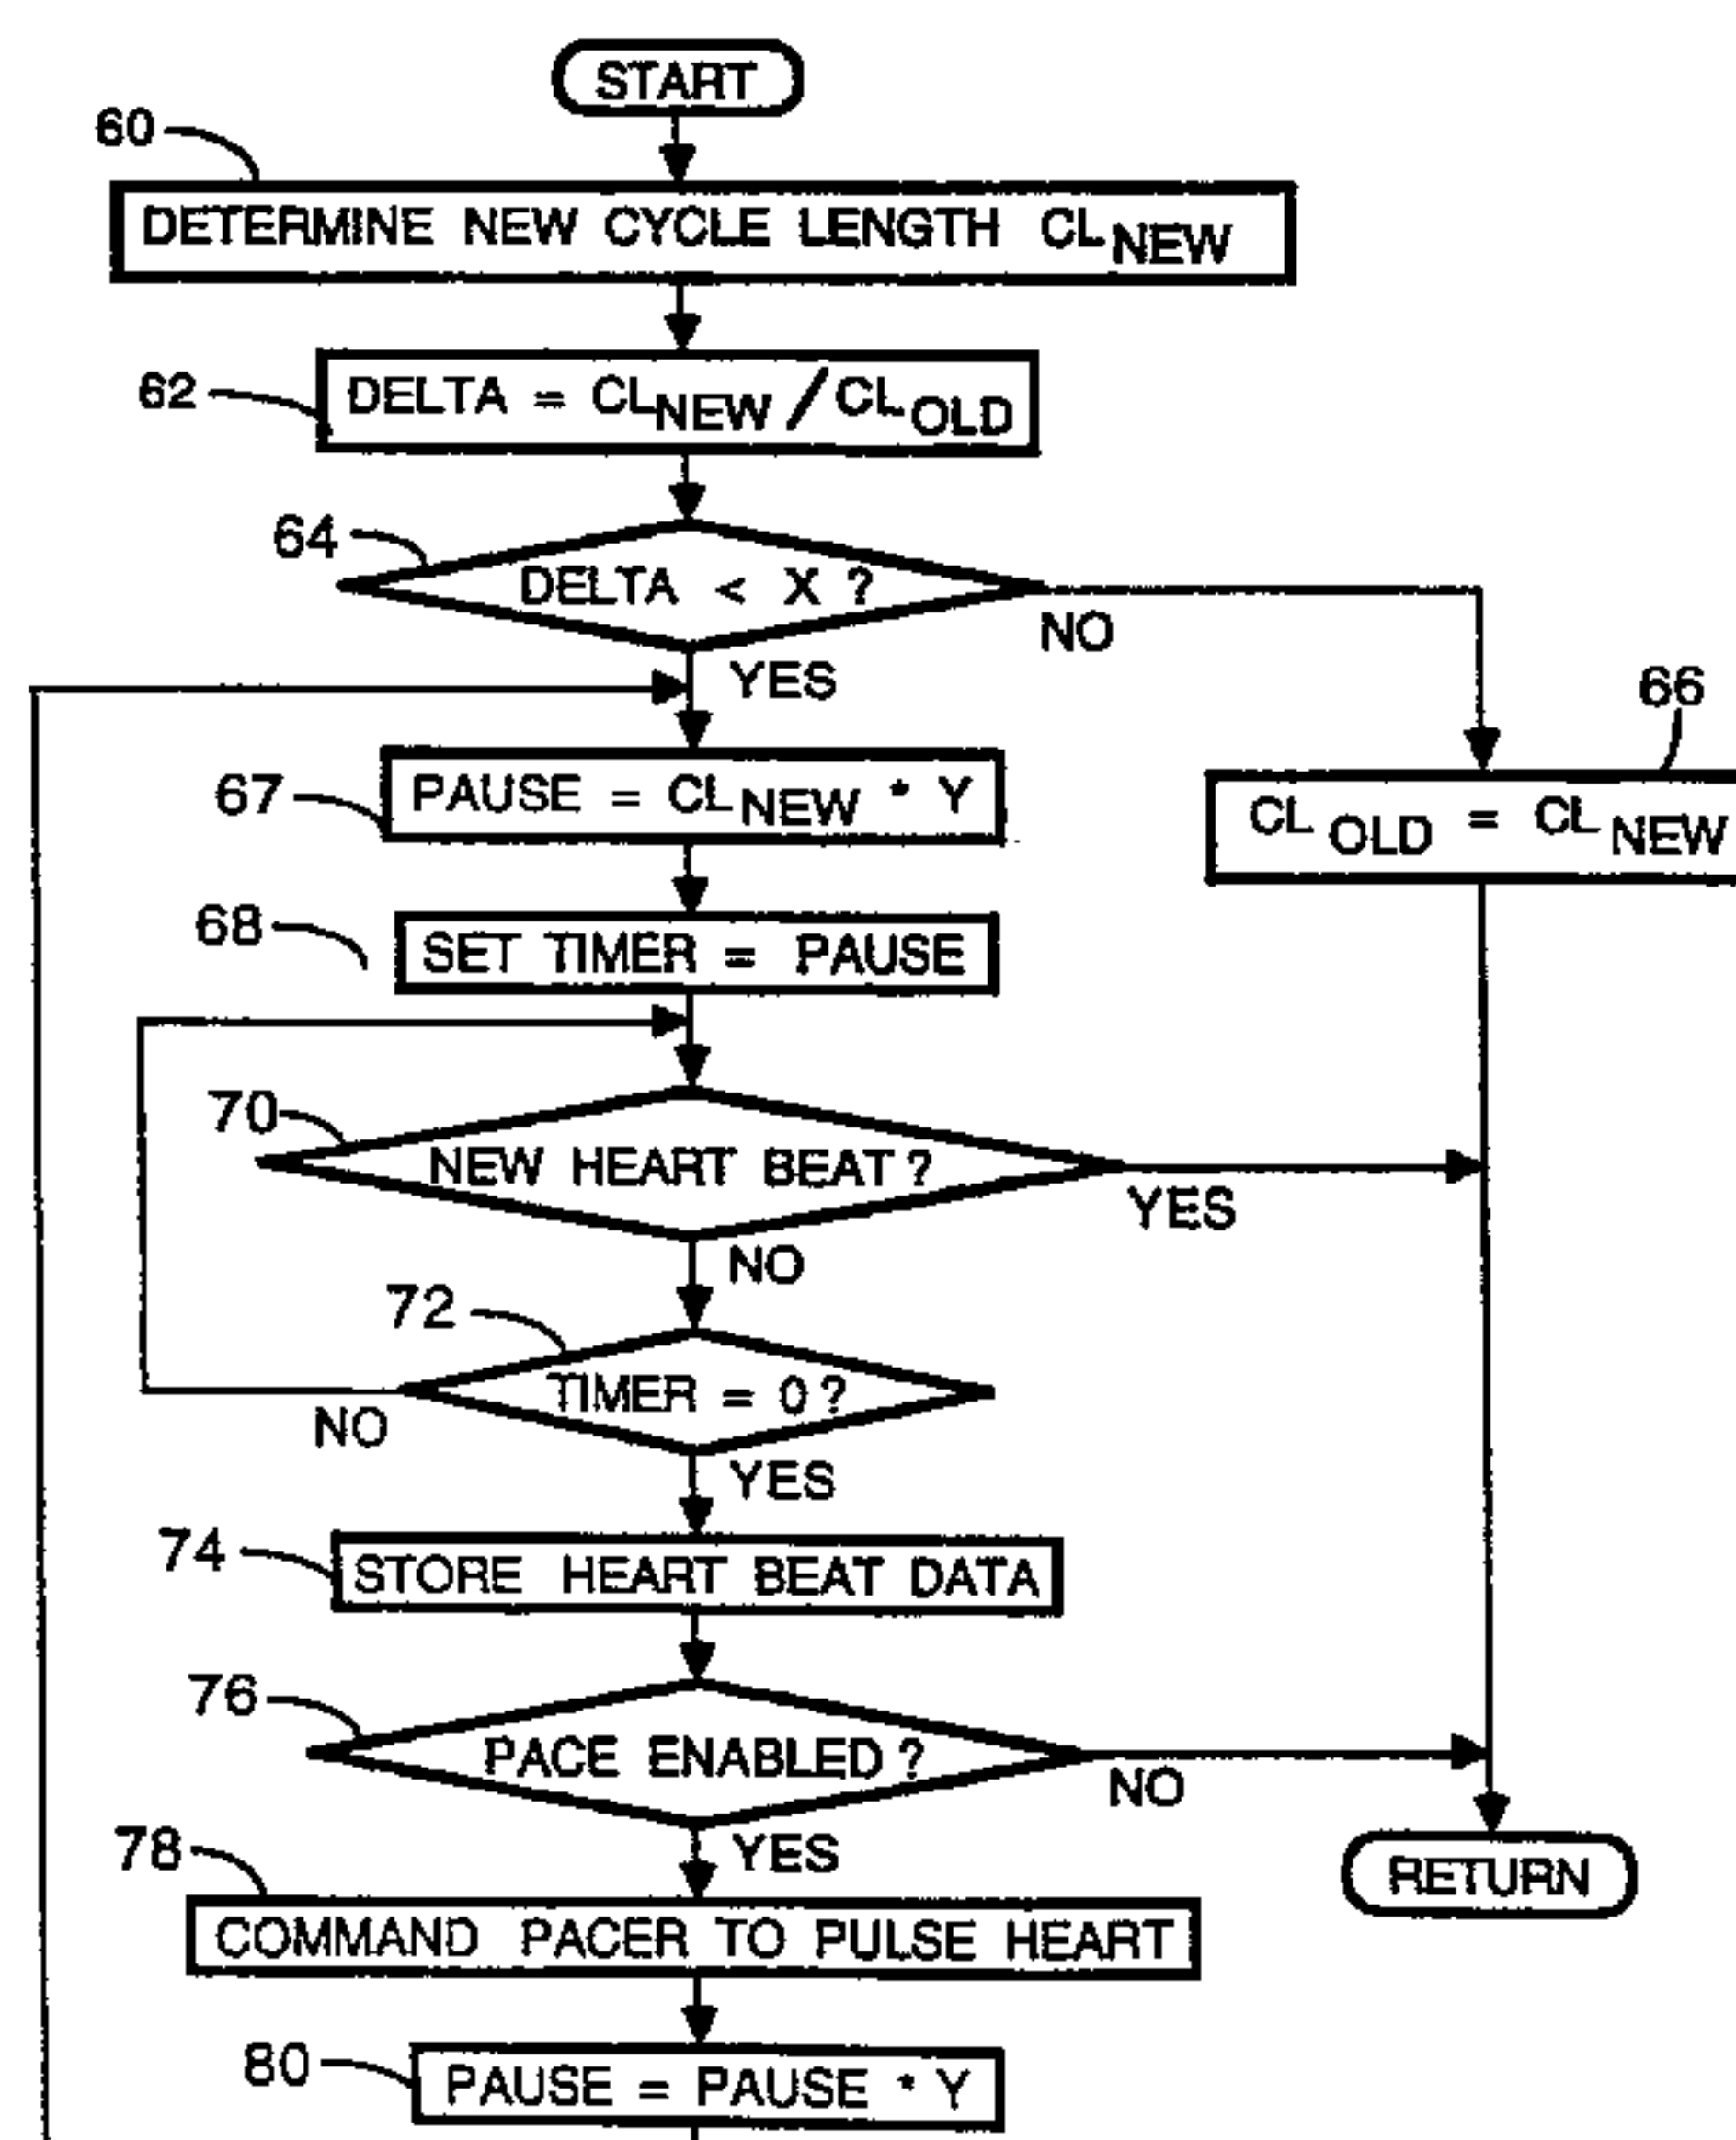 START
60
DETERMINE NEW CYCLE LENGTH CL NEW
62
DELTA = CL NEW / CL OLD
64
DELTA < X ?
NO
YES
66
67
PAUSE = CL NEW * Y
CL OLD = CL NEW
68
SET TIMER = PAUSE
70
NEW HEART BEAT ?
YES
NO
72
TIMER = 0 ?
NO
YES
74
STORE HEART BEAT DATA
76
PACE ENABLED ?
NO
YES
78
RETURN
COMMAND PACER TO PULSE HEART
80
PAUSE = PAUSE * Y